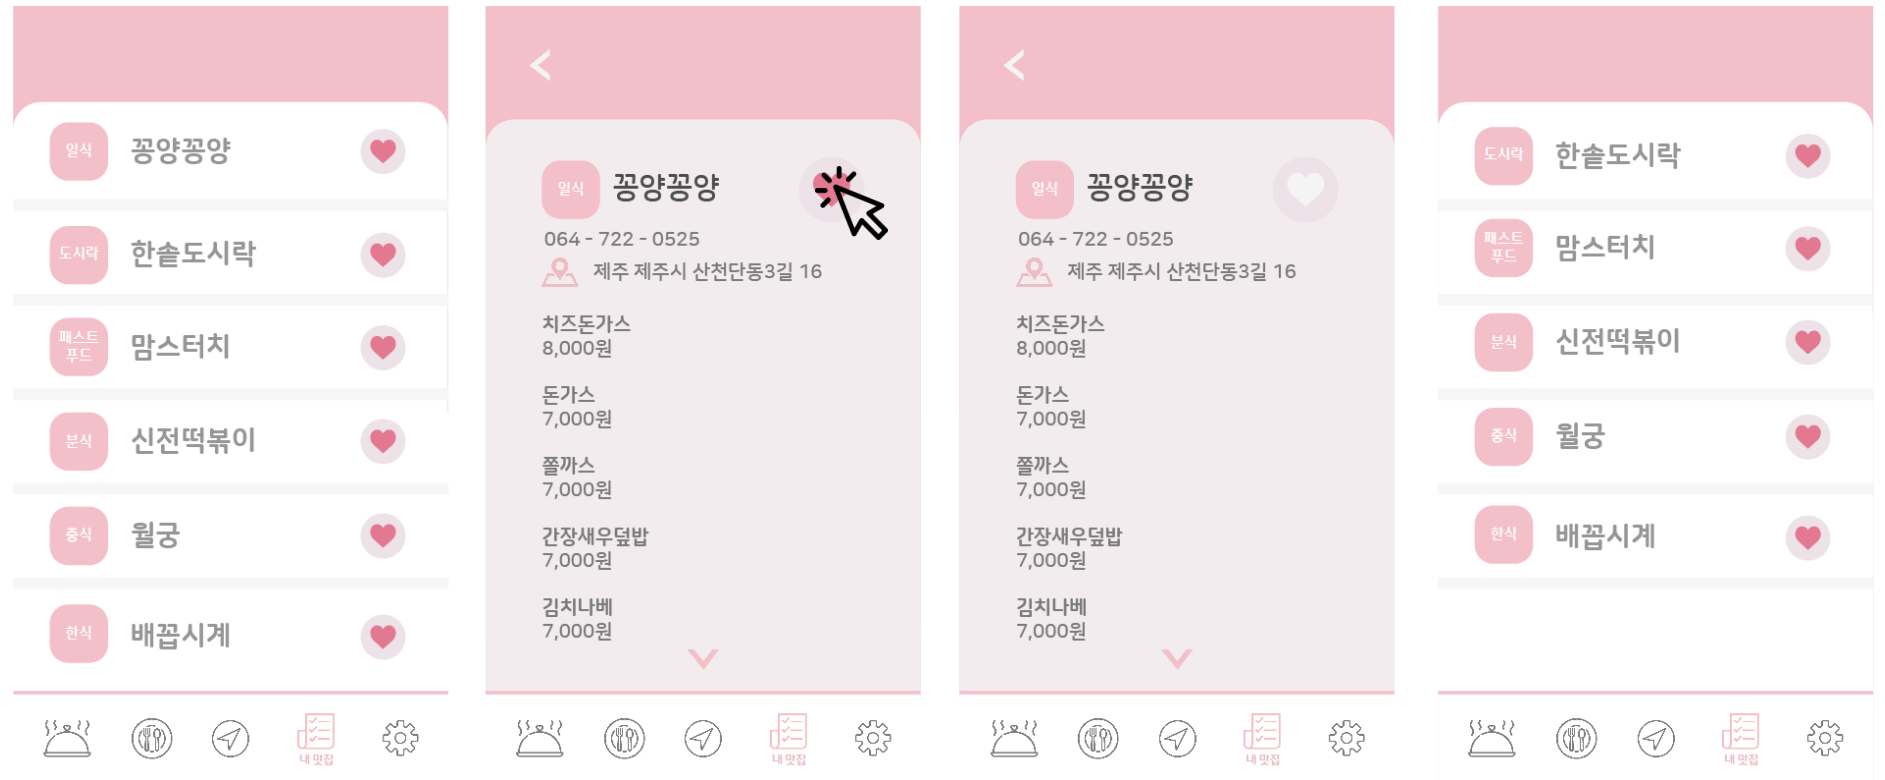 일식
꽁양꽁양
도시락
한솥도시락
패스트
푸드
맘스터치
분식
신전떡볶이
중식
월궁
한식
배꼽시계
내 맛집
일식
꽁양꽁양
064 - 722 - 0525
제주 제주시 산천단동3길 16
치즈돈가스
8,000원
돈가스
7,000원
쫄까스
7,000원
간장새우덮밥
7,000원
김치나베
7,000원
내 맛집
일식
꽁양꽁양
064 - 722 - 0525
제주 제주시 산천단동3길 16
치즈돈가스
8,000원
돈가스
7,000원
쫄까스
7,000원
간장새우덮밥
7,000원
김치나베
7,000원
내 맛집
도시락
한솥도시락
패스트
푸드
맘스터치
분식
신전떡볶이
중식
월궁
한식
배꼽시계
내 맛집